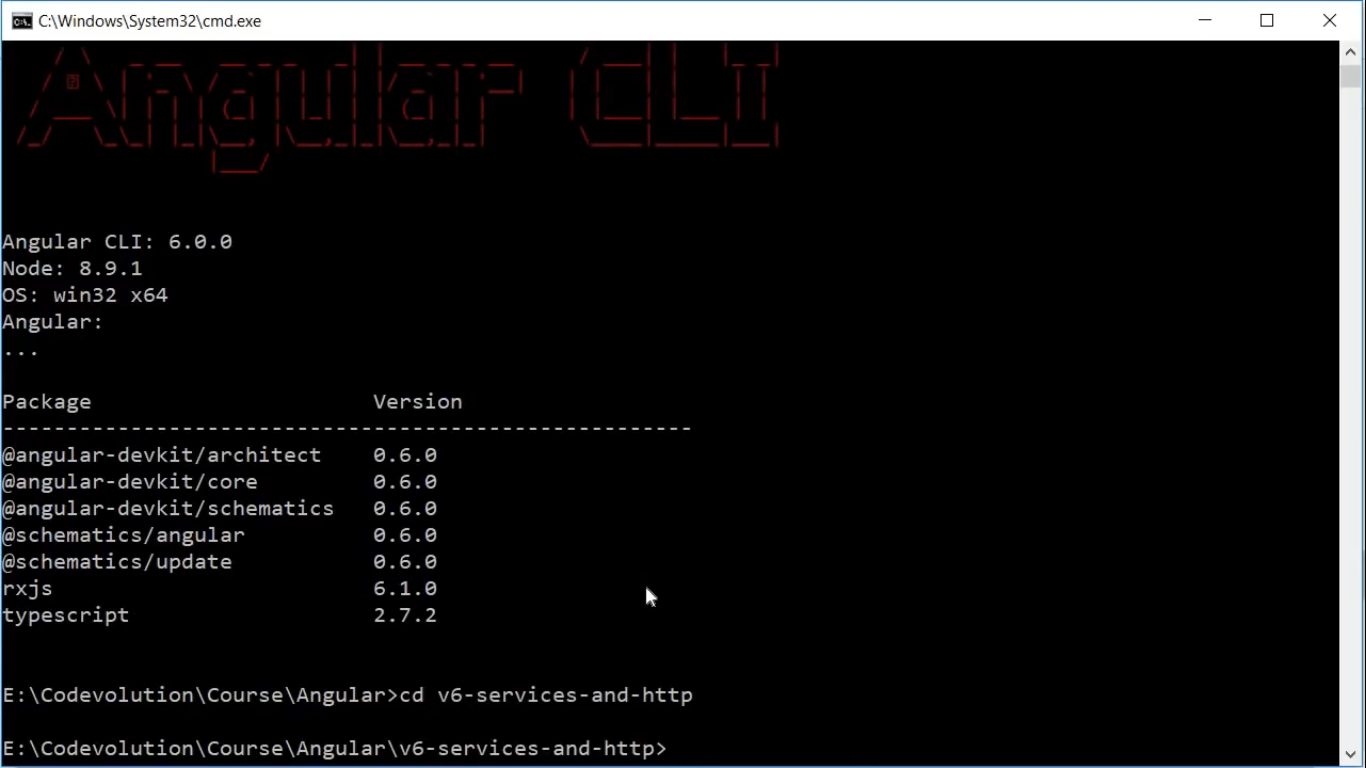 C:\Windows\System32\cmd.exe
Angular CLI
Angular CLI: 6.0.0
Node: 8.9.1
OS: win32 x64
Angular:
...
Package Version
------------------------------------------------------
@angular-devkit/architect 0.6.0
@angular-devkit/core 0.6.0
@angular-devkit/schematics 0.6.0
@schematics/angular 0.6.0
@schematics/update 0.6.0
rxjs 6.1.0
typescript 2.7.2
E:\Codevolution\Course\Angular>cd v6-services-and-http
E:\Codevolution\Course\Angular\v6-services-and-http>